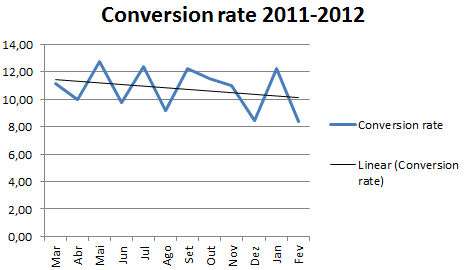 Conversion rate 2011-2012
14,00
12,00
10,00
8,00
6,00
4,00
2,00
0,00
Mar
Abr
Mai
Jun
Jul
Ago
Set
Out
Nov
Dez
Jan
Fev
Conversion rate
Linear (Conversion
rate)